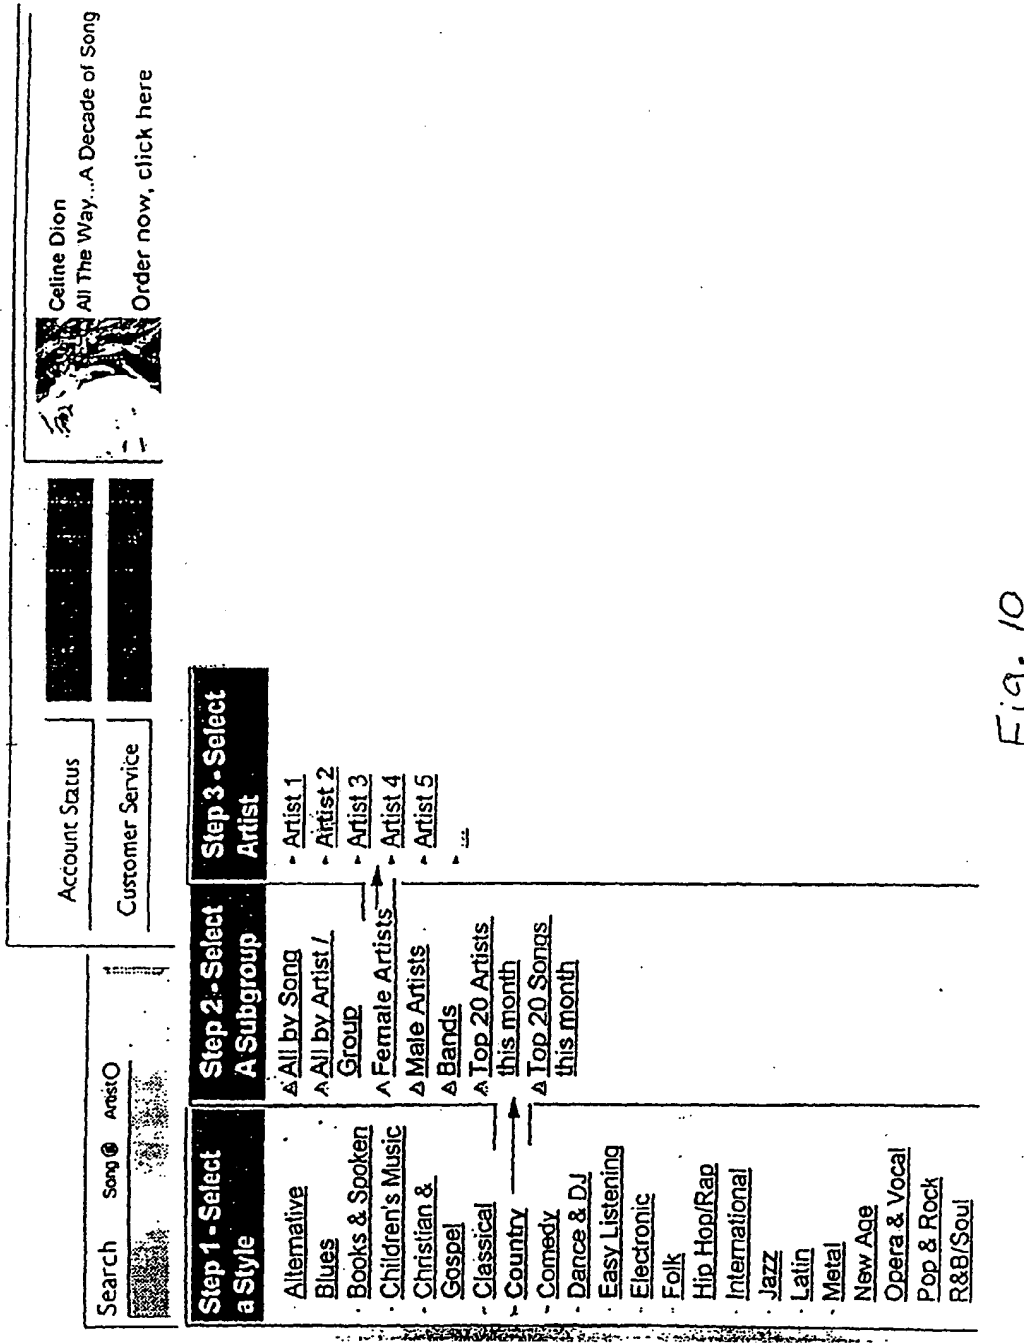 Search Song Artist
Account Status
Customer Service
Celine Dion
All The Way...A Decade of Song
Order now, click here
Step 1 - Select
a Style
Alternative
Blues
Books & Spoken
Children's Music
Christian &
Gospel
Classical
Country
Comedy
Dance & DJ
Easy Listening
Electronic
Folk
Hip Hop/Rap
International
Jazz
Latin
Metal
New Age
Opera & Vocal
Pop & Rock
R&B/Soul
Step 2 - Select
A Subgroup
All by Song
All by Artist /
Group
Female Artists
Male Artists
Bands
Top 20 Artists
this month
Top 20 Songs
this month
Step 3 - Select
Artist
Artist 1
Artist 2
Artist 3
Artist 4
Artist 5
...
Fig. 10